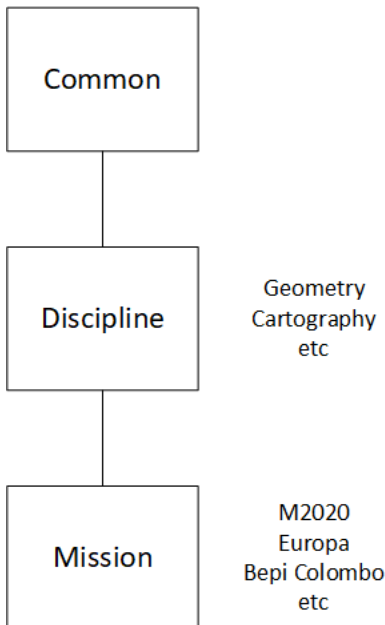 Common
Discipline
Geometry
Cartography
etc
Mission
M2020
Europa
Bepi Colombo
etc